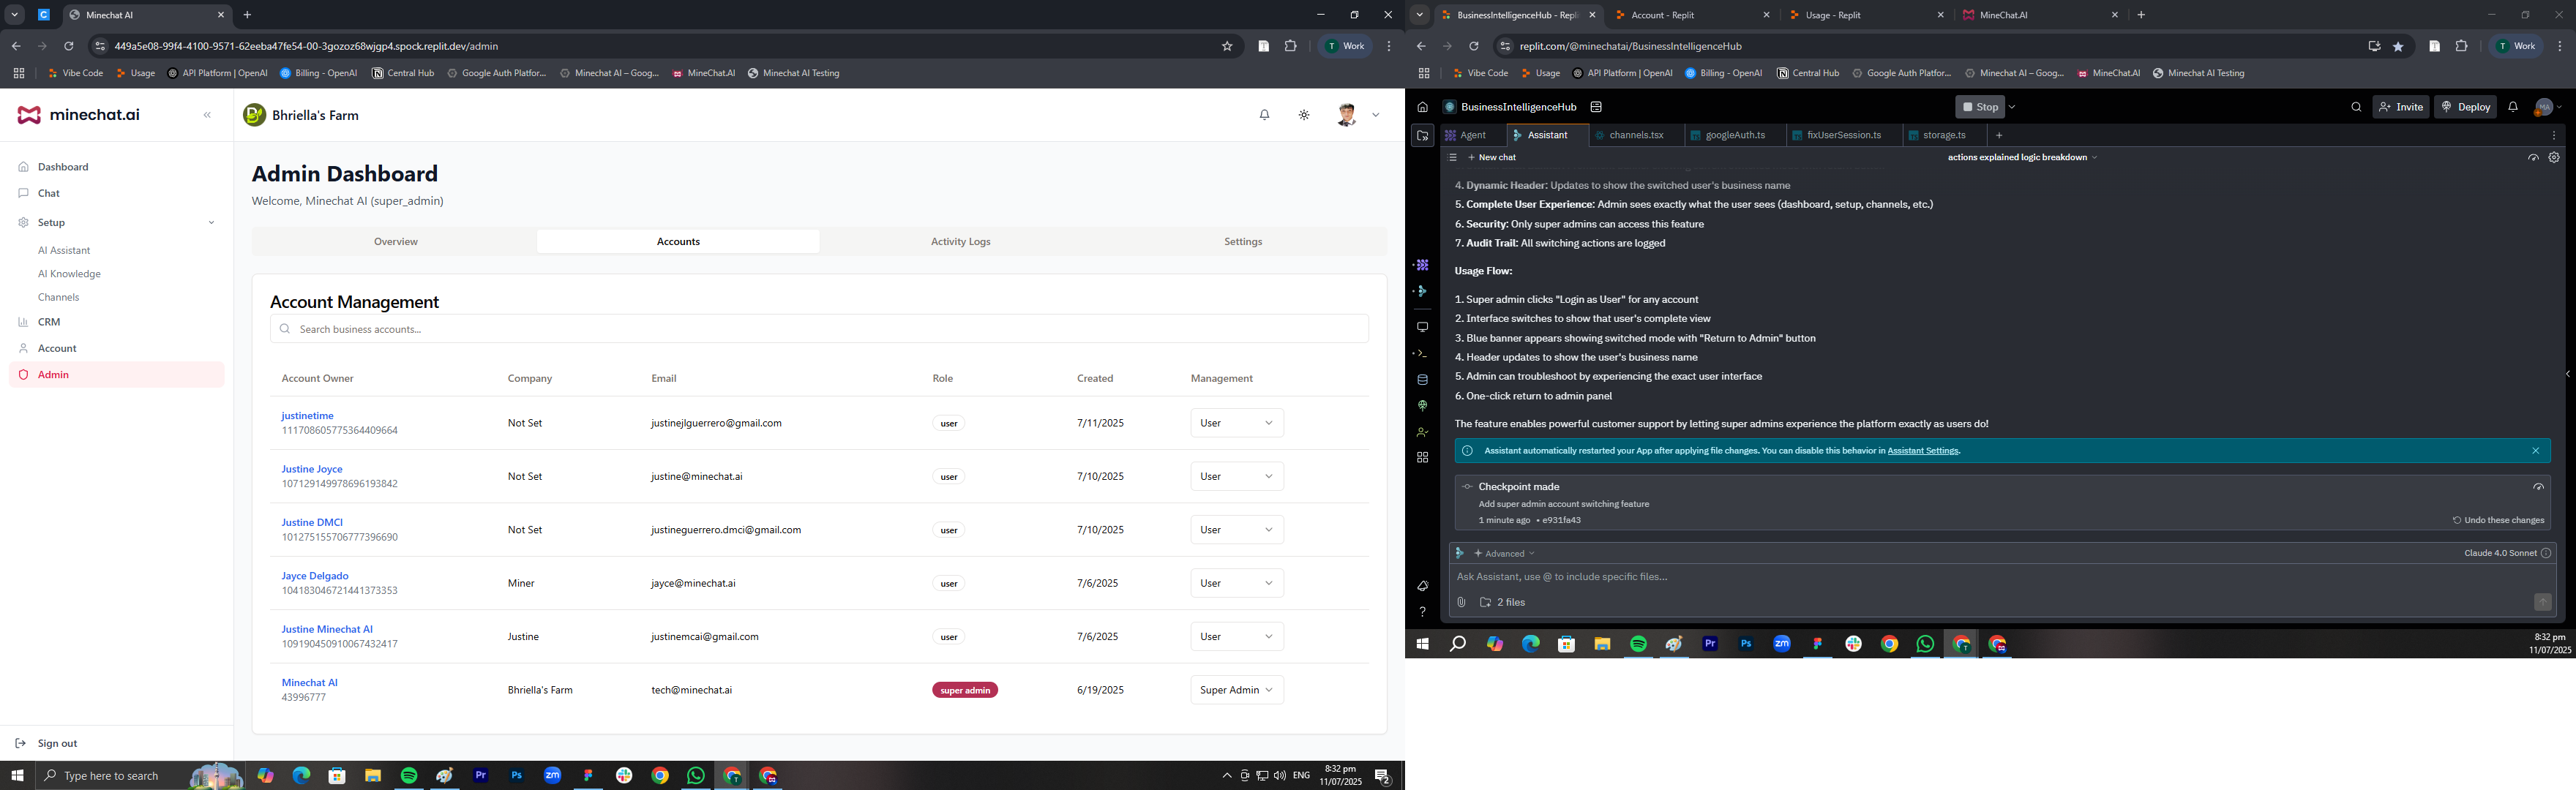 Minechat AI
449a5e08-99f4-4100-9571-62eeba47fe54-00-3gozoz68wjgp4.spock.replit.dev/admin
Work
Vibe Code
Usage
API Platform | OpenAI
Billing - OpenAI
Central Hub
Google Auth Platfor...
Minechat AI – Goog...
MineChat.AI
Minechat AI Testing
minechat.ai
Bhriella's Farm
Dashboard
Chat
Setup
AI Assistant
AI Knowledge
Channels
CRM
Account
Admin
Sign out
Admin Dashboard
Welcome, Minechat AI (super_admin)
Overview
Accounts
Activity Logs
Settings
Account Management
Search business accounts...
Account Owner Company Email Role Created Management
justinetime
111708605775364409664
Not Set justinejlguerrero@gmail.com user 7/11/2025 User
Justine Joyce
107129149978696193842
Not Set justine@minechat.ai user 7/10/2025 User
Justine DMCI
101275155706777396690
Not Set justineguerrero.dmci@gmail.com user 7/10/2025 User
Jayce Delgado
104183046721441373353
Miner jayce@minechat.ai user 7/6/2025 User
Justine Minechat AI
109190450910067432417
Justine justinemcai@gmail.com user 7/6/2025 User
Minechat AI
43996777
Bhriella's Farm tech@minechat.ai super admin 6/19/2025 Super Admin
Type here to search
Pr
Ps
zm
ENG
8:32 pm
11/07/2025
2
BusinessIntelligenceHub - Repl
Account - Replit
Usage - Replit
MineChat.AI
replit.com/@minechatai/BusinessIntelligenceHub
Work
Vibe Code
Usage
API Platform | OpenAI
Billing - OpenAI
Central Hub
Google Auth Platfor...
Minechat AI – Goog...
MineChat.AI
Minechat AI Testing
BusinessIntelligenceHub
Stop
Invite
Deploy
MA
Agent
Assistant
channels.tsx
googleAuth.ts
fixUserSession.ts
storage.ts
New chat
actions explained logic breakdown
4. Dynamic Header: Updates to show the switched user's business name
5. Complete User Experience: Admin sees exactly what the user sees (dashboard, setup, channels, etc.)
6. Security: Only super admins can access this feature
7. Audit Trail: All switching actions are logged
Usage Flow:
1. Super admin clicks "Login as User" for any account
2. Interface switches to show that user's complete view
3. Blue banner appears showing switched mode with "Return to Admin" button
4. Header updates to show the user's business name
5. Admin can troubleshoot by experiencing the exact user interface
6. One-click return to admin panel
The feature enables powerful customer support by letting super admins experience the platform exactly as users do!
Assistant automatically restarted your App after applying file changes. You can disable this behavior in Assistant Settings.
Checkpoint made
Add super admin account switching feature
1 minute ago • e931fa43
Undo these changes
Advanced
Claude 4.0 Sonnet
Ask Assistant, use @ to include specific files...
2 files
Pr
Ps
zm
8:32 pm
11/07/2025